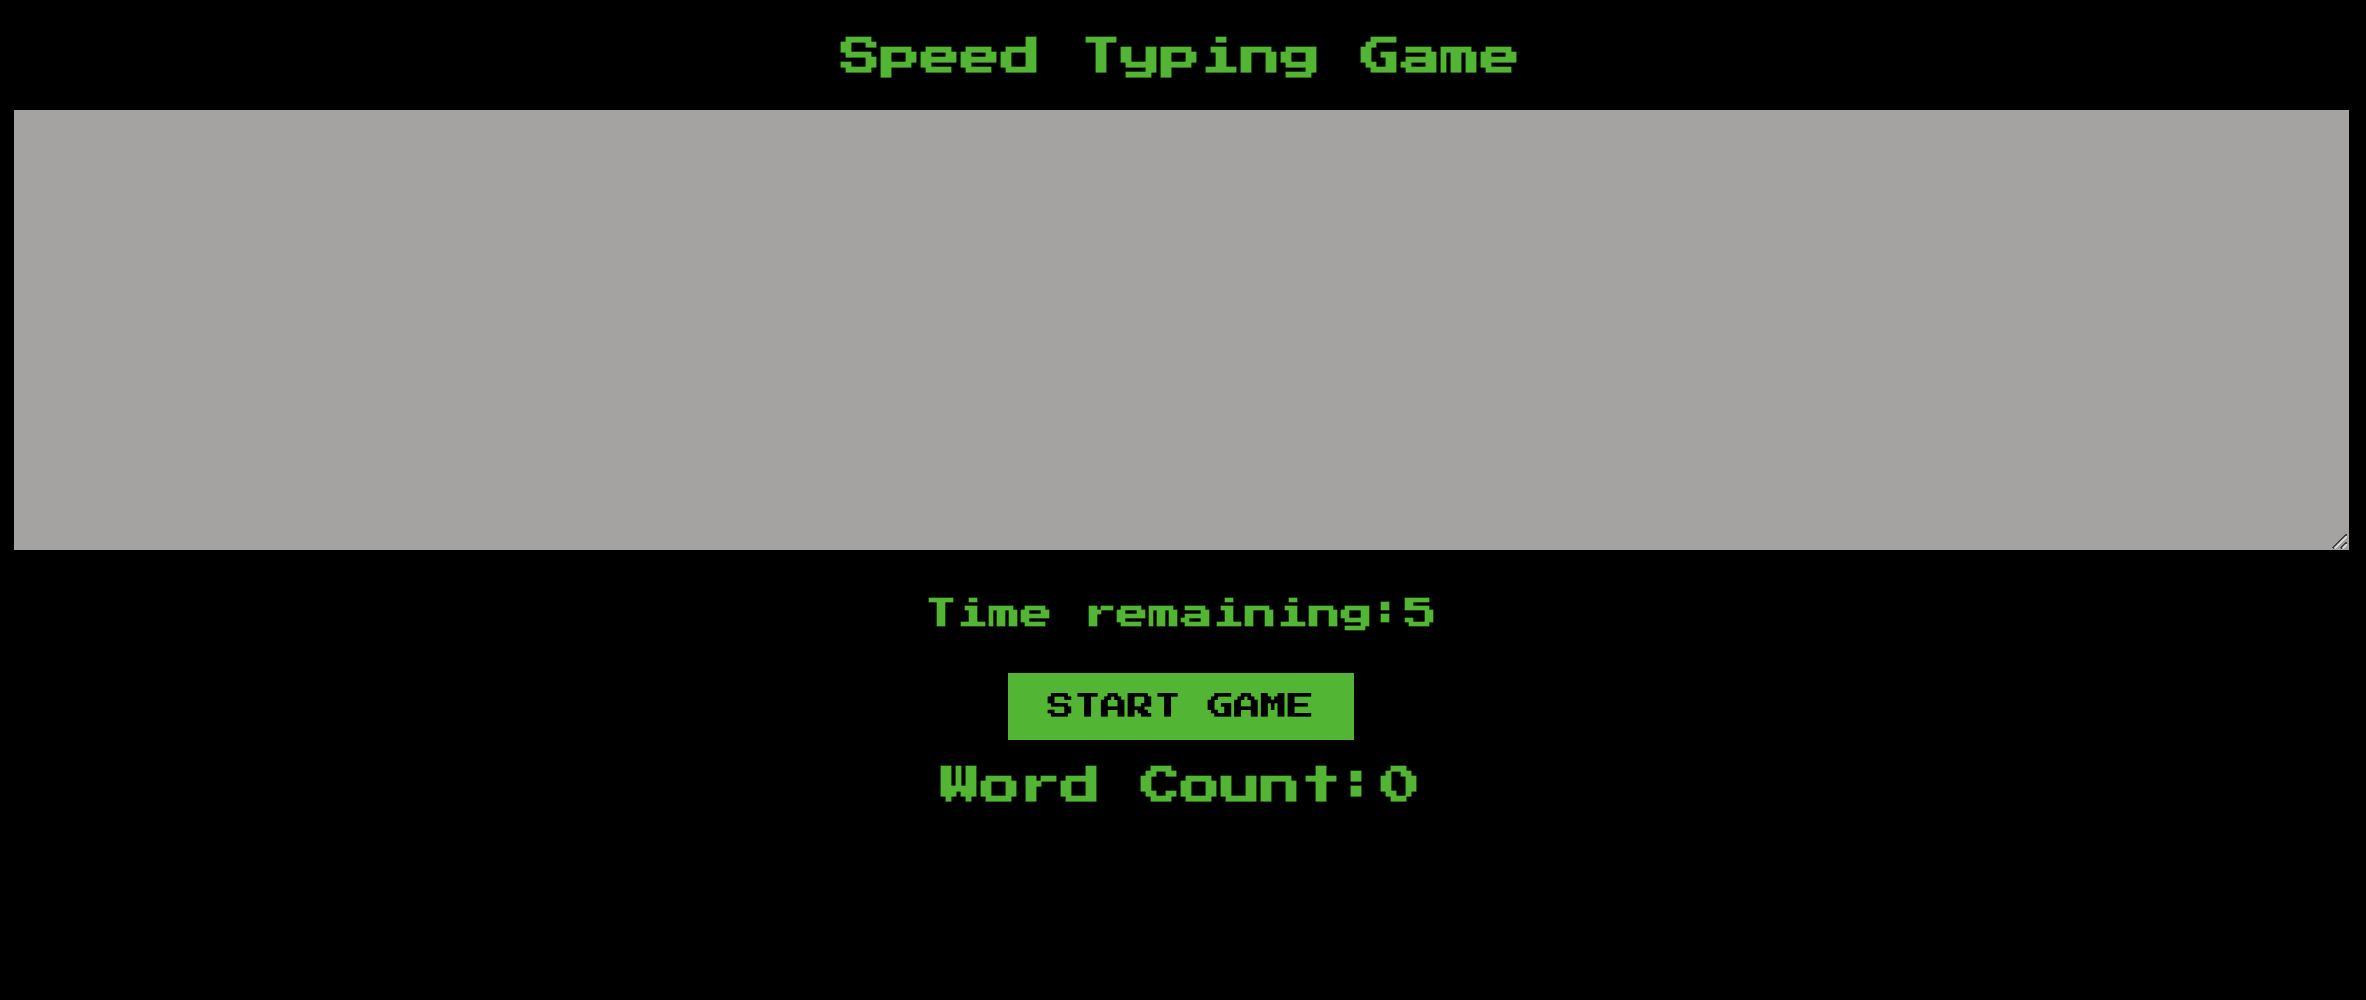 Speed Typing Game
Time remaining:5
START GAME
Word Count:0